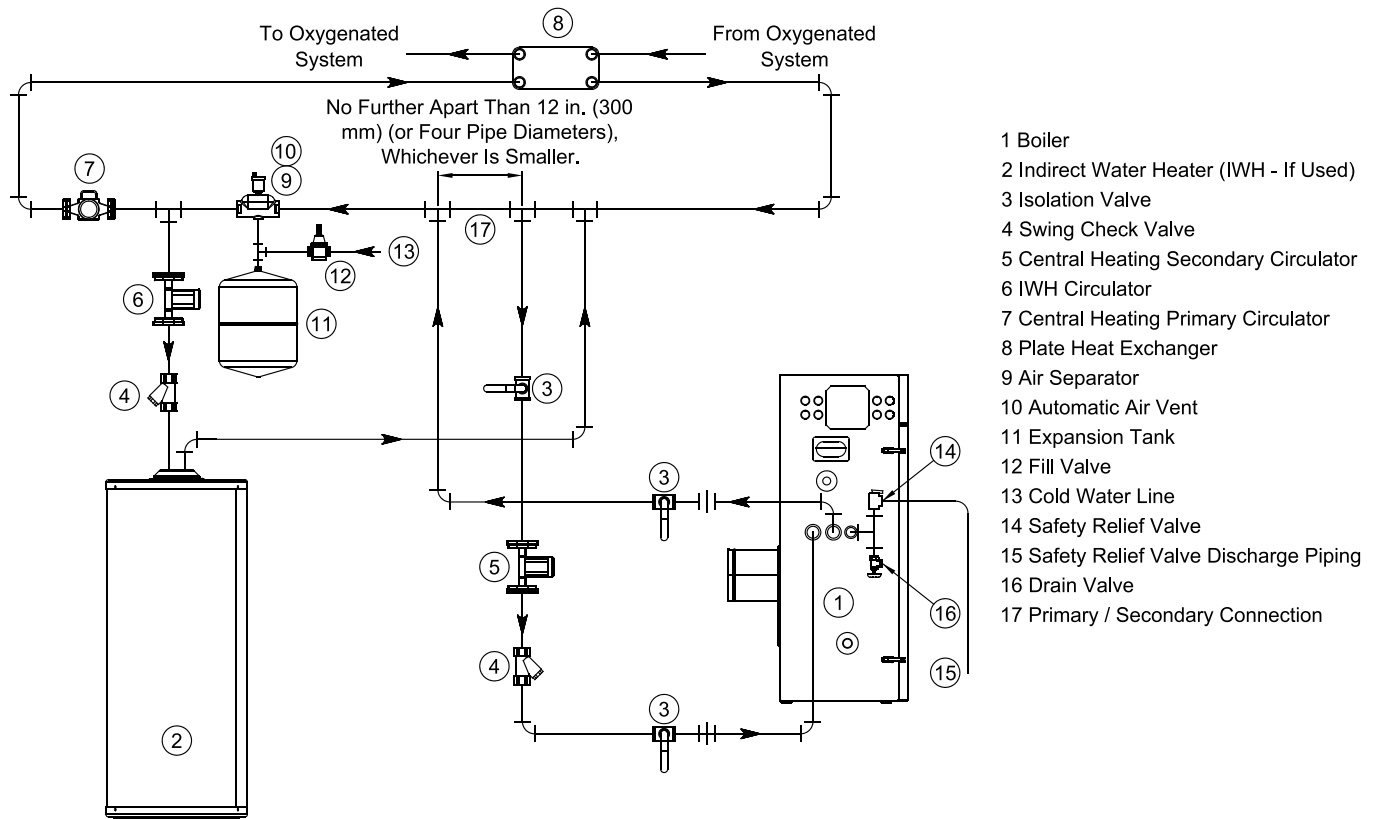 8
To Oxygenated
System
From Oxygenated
System
No Further Apart Than 12 in. (300
mm) (or Four Pipe Diameters),
Whichever Is Smaller.
10
9
7
17
13
12
6
11
4
3
14
3
5
1
16
4
15
3
2
1 Boiler
2 Indirect Water Heater (IWH - If Used)
3 Isolation Valve
4 Swing Check Valve
5 Central Heating Secondary Circulator
6 IWH Circulator
7 Central Heating Primary Circulator
8 Plate Heat Exchanger
9 Air Separator
10 Automatic Air Vent
11 Expansion Tank
12 Fill Valve
13 Cold Water Line
14 Safety Relief Valve
15 Safety Relief Valve Discharge Piping
16 Drain Valve
17 Primary / Secondary Connection